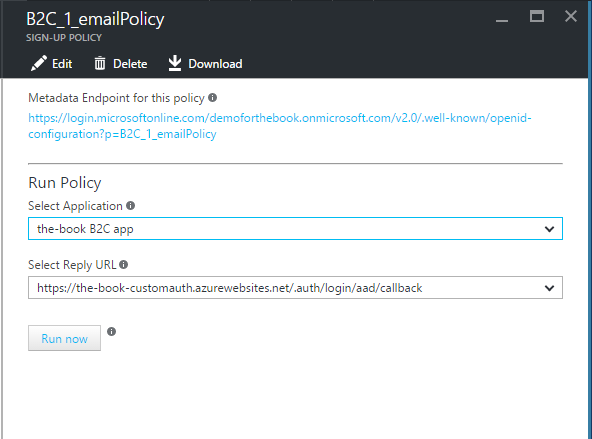 B2C_1_emailPolicy
SIGN-UP POLICY
Edit Delete Download
Metadata Endpoint for this policy
https://login.microsoftonline.com/demoforthebook.onmicrosoft.com/v2.0/.well-known/openid-
configuration?p=B2C_1_emailPolicy
Run Policy
Select Application
the-book B2C app
Select Reply URL
https://the-book-customauth.azurewebsites.net/.auth/login/aad/callback
Run now